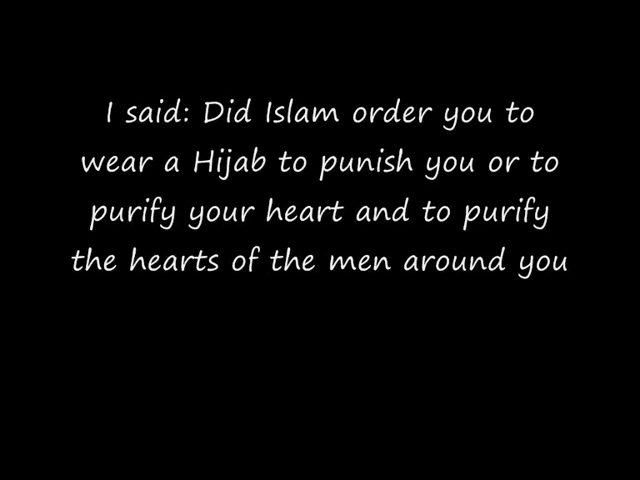 I said: Did Islam order you to
wear a Hijab to punish you or to
purify your heart and to purify
the hearts of the men around you